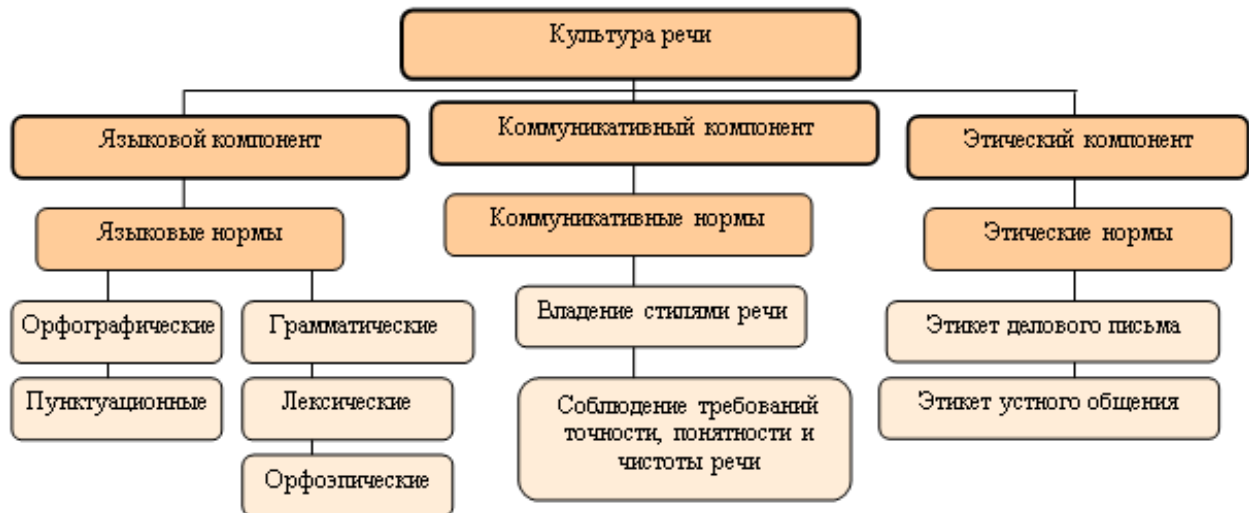 Культура речи
Языковой компонент
Коммуникативный компонент
Этический компонент
Языковые нормы
Коммуникативные нормы
Этические нормы
Орфографические
Грамматические
Владение стилями речи
Этикет делового письма
Пунктуационные
Лексические
Соблюдение требований
точности, понятности и
чистоты речи
Этикет устного общения
Орфоэпические